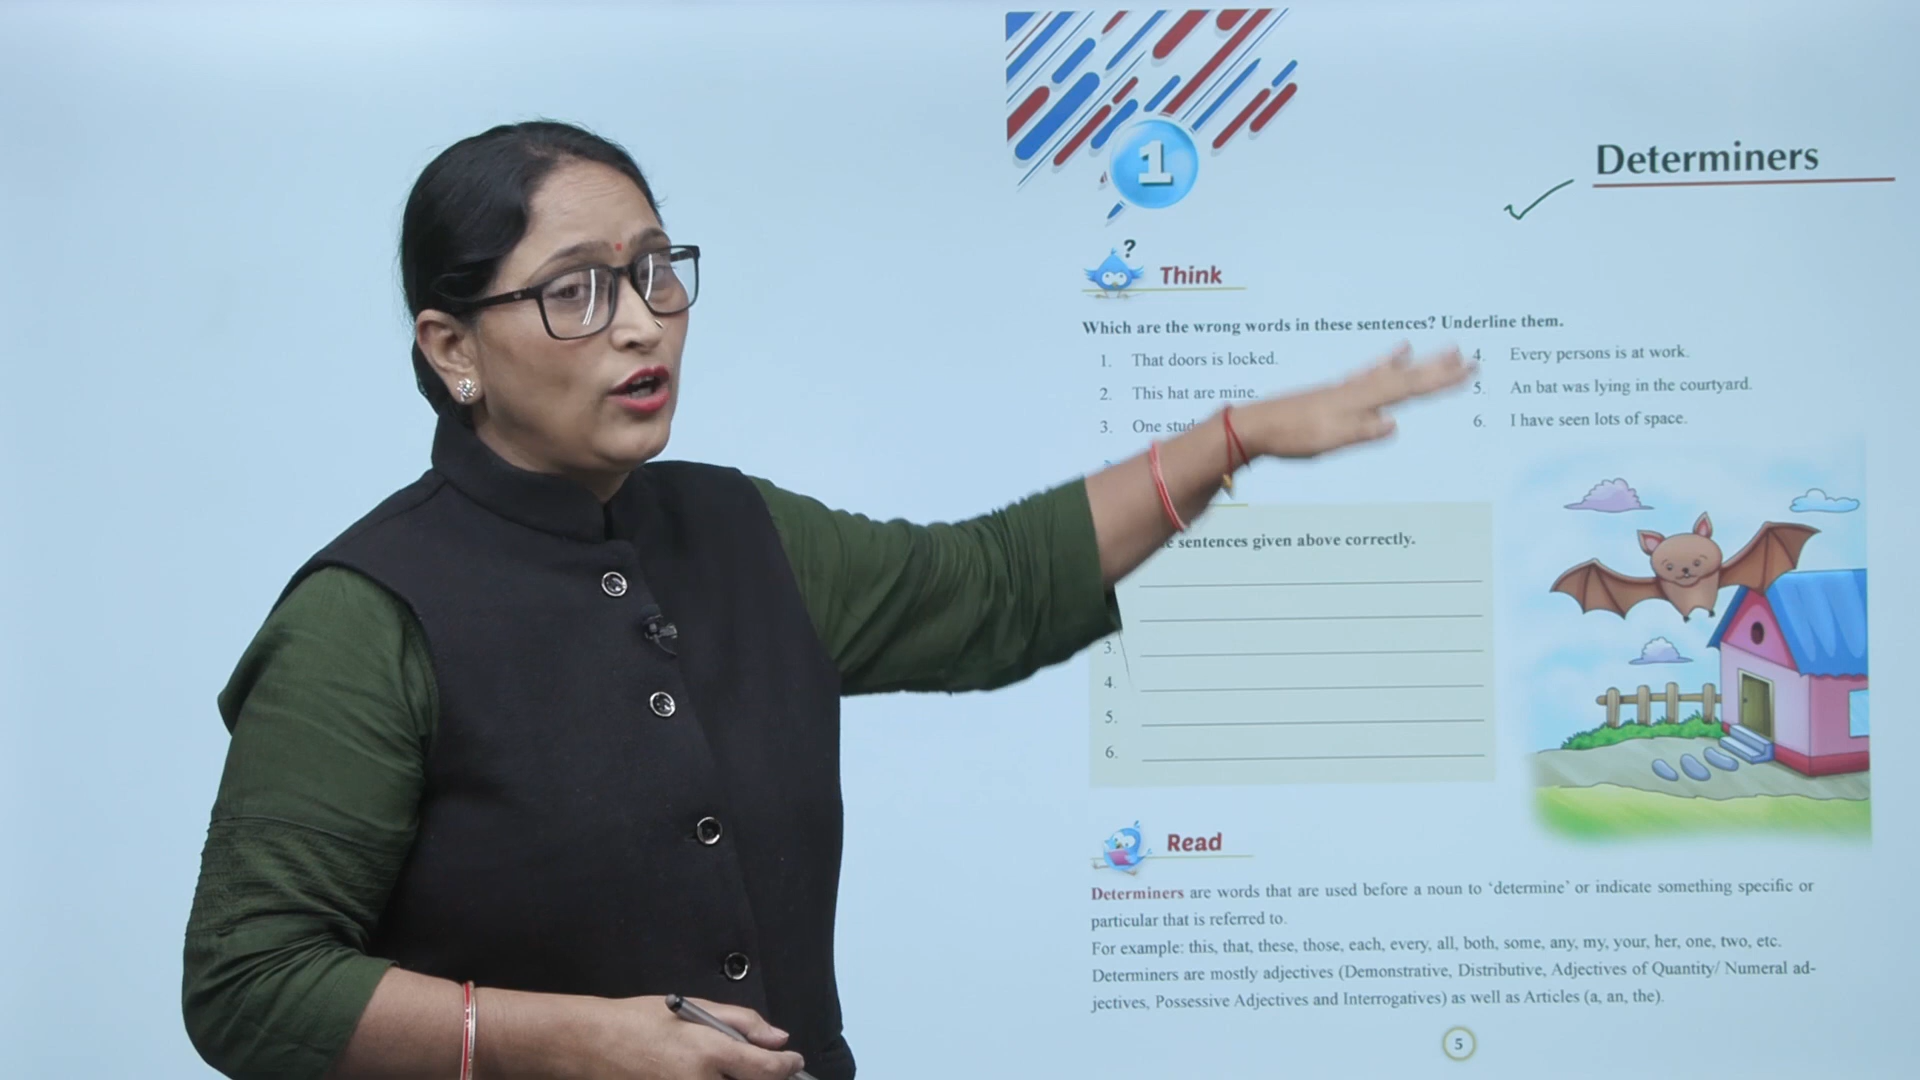 1
Determiners
?
Think
Which are the wrong words in these sentences? Underline them.
1. That doors is locked.
2. This hat are mine.
3. One
4. Every persons is at work.
5. An bat was lying in the courtyard.
6. I have seen lots of space.
sentences given above correctly.
3.
4.
5.
6.
Read
Determiners are words that are used before a noun to ‘determine’ or indicate something specific or
particular that is referred to.
For example: this, that, these, those, each, every, all, both, some, any, my, your, her, one, two, etc.
Determiners are mostly adjectives (Demonstrative, Distributive, Adjectives of Quantity/ Numeral ad-
jectives, Possessive Adjectives and Interrogatives) as well as Articles (a, an, the).
5